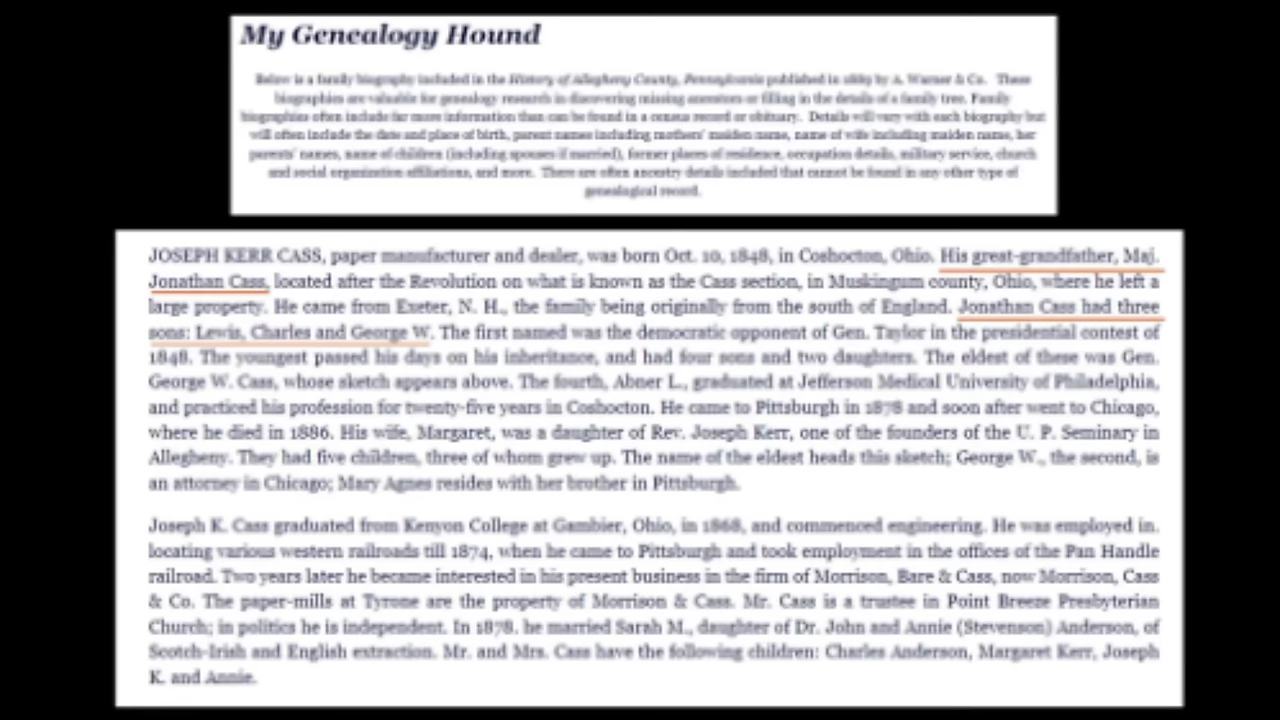 My Genealogy Hound
Below is a family biography included in the History of Allegheny County, Pennsylvania published in 1889 by A. Warner & Co. These
biographies are valuable for genealogy research in discovering missing ancestors or filling in the details of a family tree. Family
biographies often include far more information than can be found in a census record or obituary. Details will vary with each biography but
will often include the date and place of birth, parent names including mothers' maiden name, name of wife including maiden name, her
parents' names, name of children (including spouses if married), former places of residence, occupation details, military service, church
and social organization affiliations, and more. There are often ancestry details included that cannot be found in any other type of
genealogical record.
JOSEPH KERR CASS, paper manufacturer and dealer, was born Oct. 10, 1848, in Coshocton, Ohio. His great-grandfather, Maj.
Jonathan Cass, located after the Revolution on what is known as the Cass section, in Muskingum county, Ohio, where he left a
large property. He came from Exeter, N. H., the family being originally from the south of England. Jonathan Cass had three
sons: Lewis, Charles and George W. The first named was the democratic opponent of Gen. Taylor in the presidential contest of
1848. The youngest passed his days on his inheritance, and had four sons and two daughters. The eldest of these was Gen.
George W. Cass, whose sketch appears above. The fourth, Abner L., graduated at Jefferson Medical University of Philadelphia,
and practiced his profession for twenty-five years in Coshocton. He came to Pittsburgh in 1878 and soon after went to Chicago,
where he died in 1886. His wife, Margaret, was a daughter of Rev. Joseph Kerr, one of the founders of the U. P. Seminary in
Allegheny. They had five children, three of whom grew up. The name of the eldest heads this sketch; George W., the second, is
an attorney in Chicago; Mary Agnes resides with her brother in Pittsburgh.
Joseph K. Cass graduated from Kenyon College at Gambier, Ohio, in 1868, and commenced engineering. He was employed in.
locating various western railroads till 1874, when he came to Pittsburgh and took employment in the offices of the Pan Handle
railroad. Two years later he became interested in his present business in the firm of Morrison, Bare & Cass, now Morrison, Cass
& Co. The paper-mills at Tyrone are the property of Morrison & Cass. Mr. Cass is a trustee in Point Breeze Presbyterian
Church; in politics he is independent. In 1878. he married Sarah M., daughter of Dr. John and Annie (Stevenson) Anderson, of
Scotch-Irish and English extraction. Mr. and Mrs. Cass have the following children: Charles Anderson, Margaret Kerr, Joseph
K. and Annie.